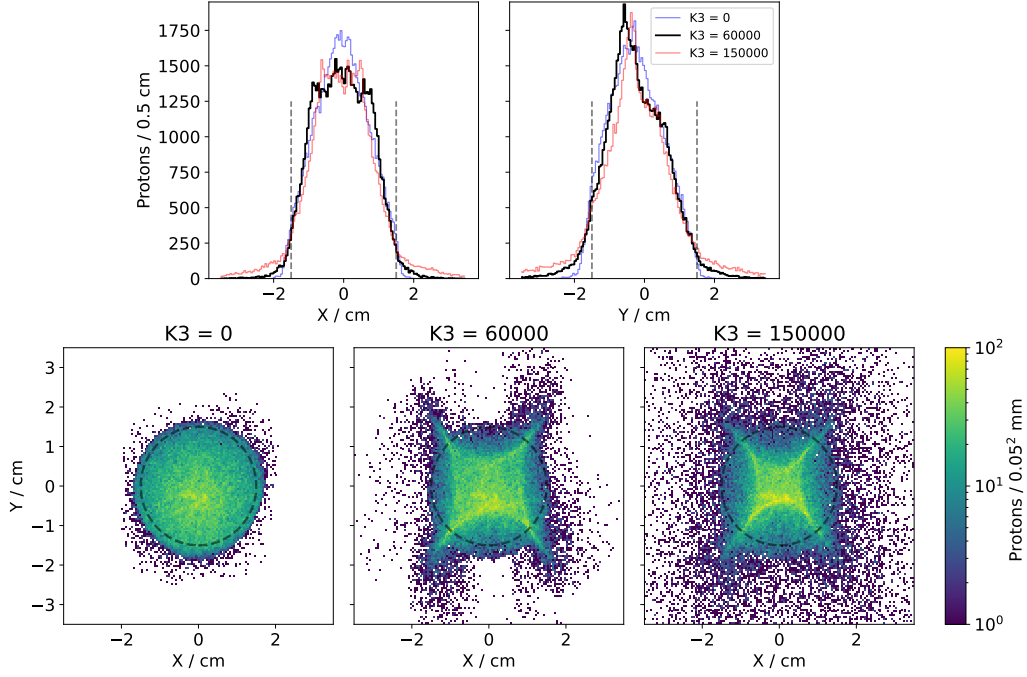 1750
1500
1250
1000
750
500
250
0
Protons / 0.5 cm
−2 0 2
X / cm
K3 = 0
K3 = 60000
K3 = 150000
−2 0 2
Y / cm
K3 = 0
K3 = 60000
K3 = 150000
3
2
1
0
−1
−2
−3
Y / cm
−2 0 2
X / cm
−2 0 2
X / cm
−2 0 2
X / cm
10²
10¹
10⁰
Protons / 0.05² mm